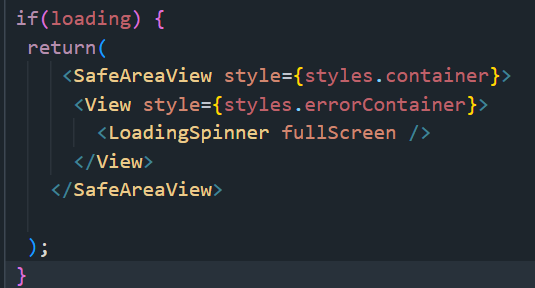 if(loading) {
return(
<SafeAreaView style={styles.container}>
<View style={styles.errorContainer}>
<LoadingSpinner fullScreen />
</View>
</SafeAreaView>
);
}